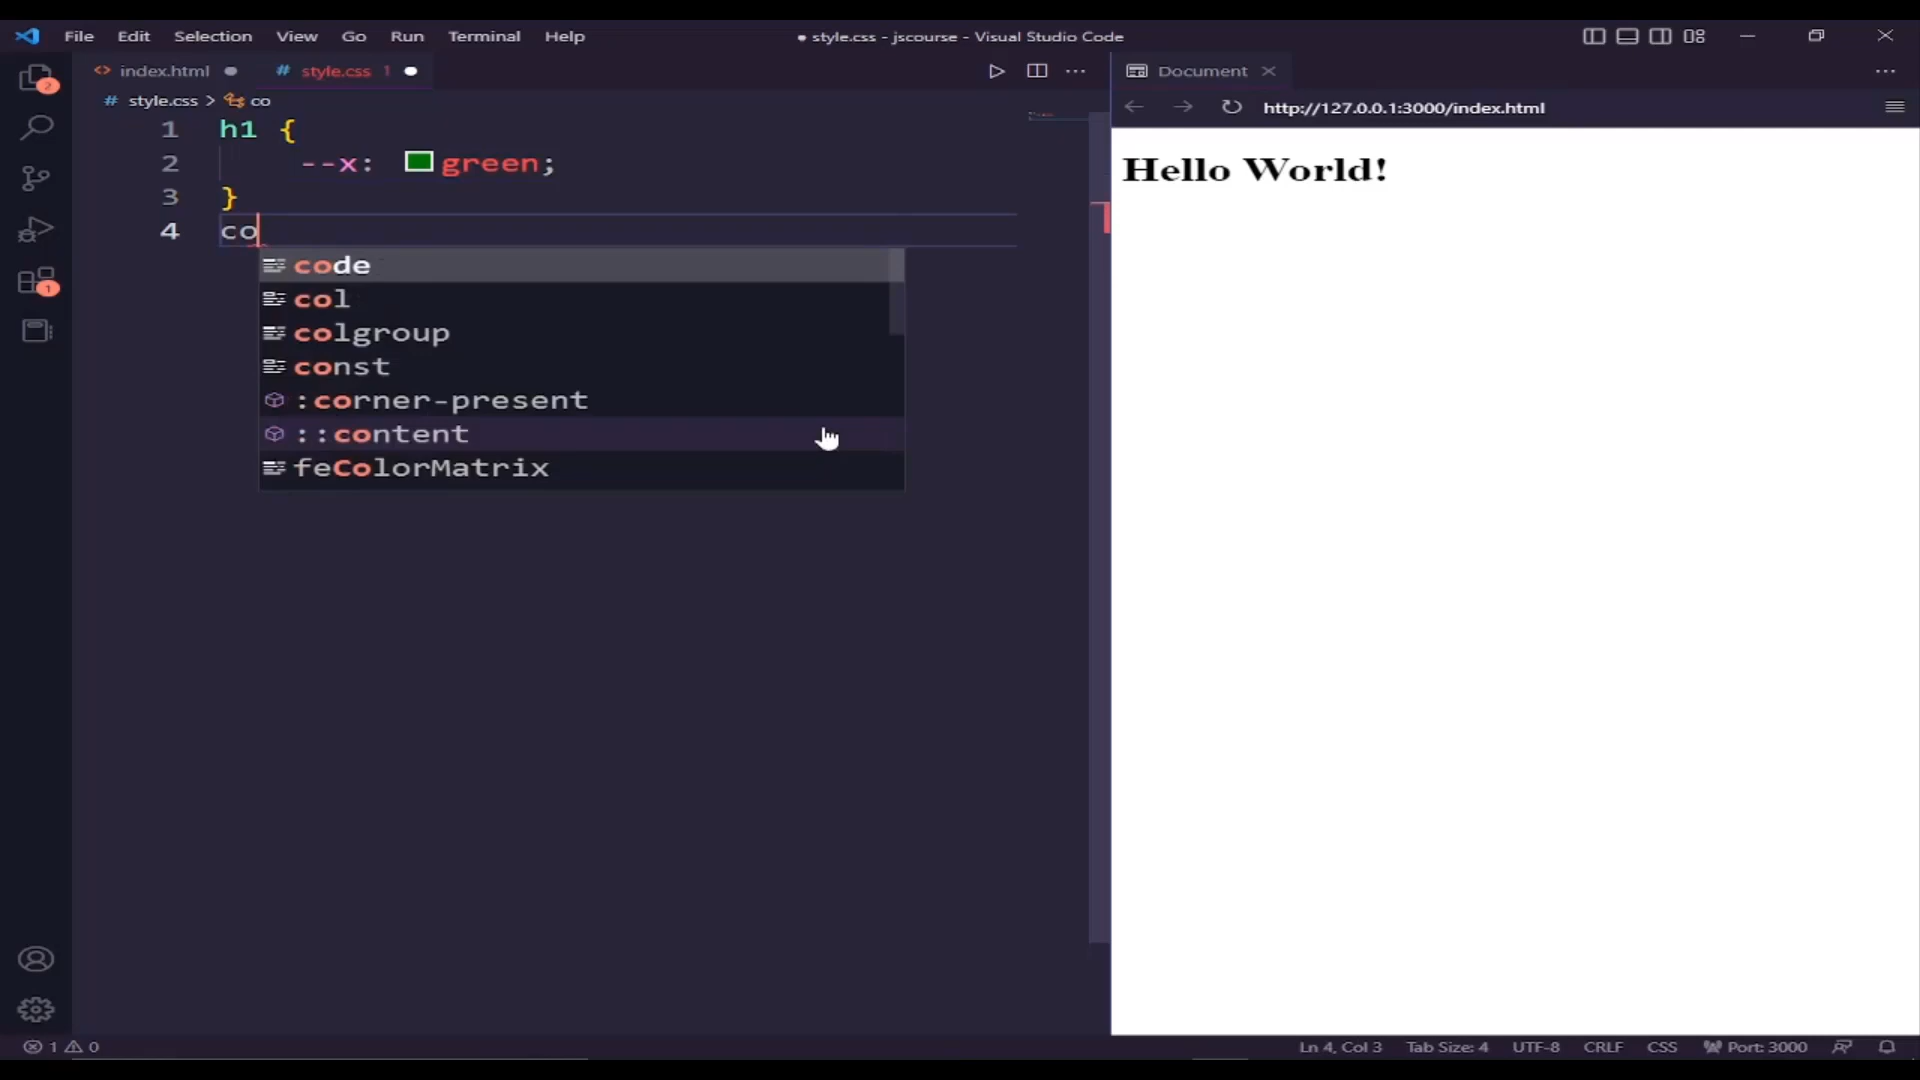 File Edit Selection View Go Run Terminal Help
● style.css - jscourse - Visual Studio Code
index.html ●
# style.css 1 ●
Document
2
# style.css > co
http://127.0.0.1:3000/index.html
1 h1 {
2 --x: green;
3 }
4 co
code
col
colgroup
const
:corner-present
::content
feColorMatrix
1
Hello World!
1 0
Ln 4, Col 3 Tab Size: 4 UTF-8 CRLF CSS Port: 3000